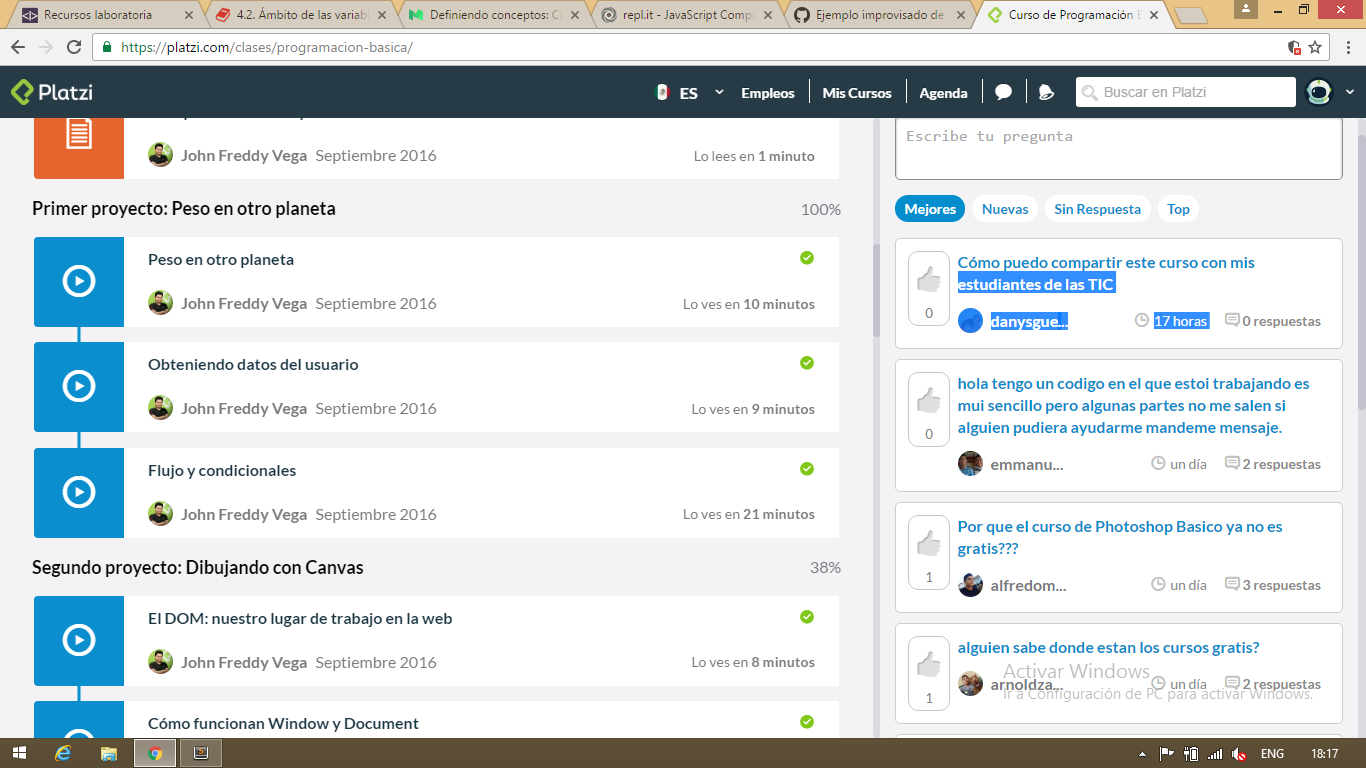 Recursos laboratoria
4.2. Ámbito de las variabl
Definiendo conceptos: Cl
repl.it - JavaScript Comp
Ejemplo improvisado de
Curso de Programación B
https://platzi.com/clases/programacion-basica/
Platzi
ES
Empleos
Mis Cursos
Agenda
Buscar en Platzi
John Freddy Vega Septiembre 2016
Lo lees en 1 minuto
Primer proyecto: Peso en otro planeta
100%
Peso en otro planeta
John Freddy Vega Septiembre 2016
Lo ves en 10 minutos
Obteniendo datos del usuario
John Freddy Vega Septiembre 2016
Lo ves en 9 minutos
Flujo y condicionales
John Freddy Vega Septiembre 2016
Lo ves en 21 minutos
Segundo proyecto: Dibujando con Canvas
38%
El DOM: nuestro lugar de trabajo en la web
John Freddy Vega Septiembre 2016
Lo ves en 8 minutos
Cómo funcionan Window y Document
Escribe tu pregunta
Mejores
Nuevas
Sin Respuesta
Top
Cómo puedo compartir este curso con mis
estudiantes de las TIC
0
danysgue...
17 horas
0 respuestas
hola tengo un codigo en el que estoi trabajando es
mui sencillo pero algunas partes no me salen si
alguien pudiera ayudarme mandeme mensaje.
0
emmanu...
un día
2 respuestas
Por que el curso de Photoshop Basico ya no es
gratis???
1
alfredom...
un día
3 respuestas
alguien sabe donde estan los cursos gratis?
1
arnoldza...
un día
2 respuestas
Activar Windows
Ir a Configuración de PC para activar Windows.
ENG
18:17